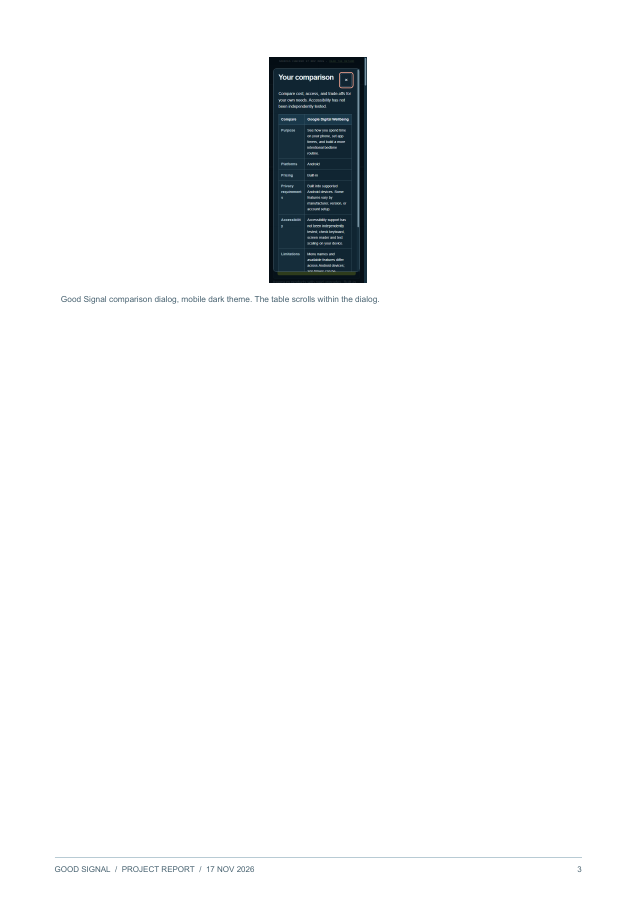 Your comparison
×
Compare cost, access, and trade-offs for
your own needs. Accessibility has not
been independently tested.
Compare Google Digital Wellbeing
Purpose
See how you spend time
on your phone, set app
timers, and build a more
intentional bedtime
routine.
Platforms Android
Pricing Built in
Privacy
requirement
s
Built into supported
Android devices. Some
features vary by
manufacturer, version, or
account setup.
Accessibilit
y
Accessibility support has
not been independently
tested; check keyboard,
screen reader and text
scaling on your device.
Limitations
Menu names and
available features differ
across Android devices;
Good Signal comparison dialog, mobile dark theme. The table scrolls within the dialog.
GOOD SIGNAL / PROJECT REPORT / 17 NOV 2026
3